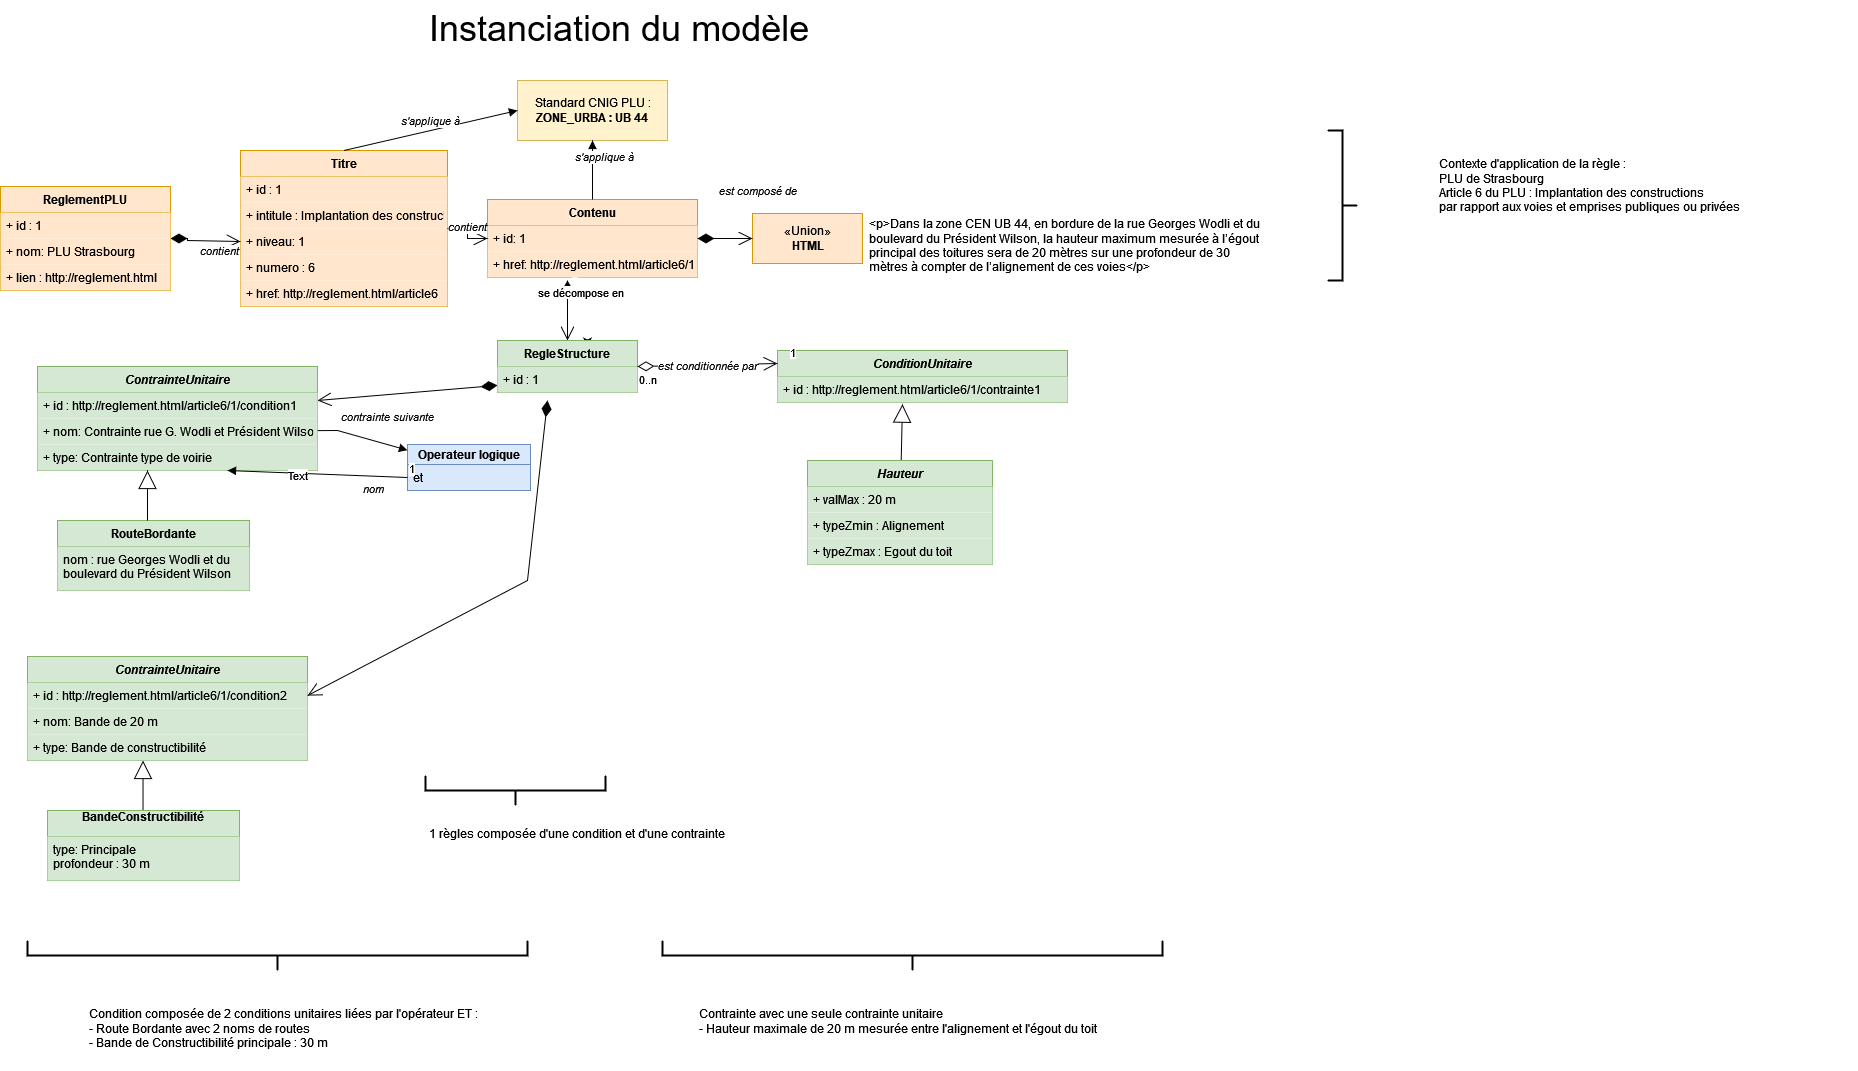 Instanciation du modèle
Standard CNIG PLU :
ZONE_URBA : UB 44
s'applique à
s'applique à
Titre
+ id : 1
+ intitule : Implantation des construc
+ niveau: 1
+ numero : 6
+ href: http://reglement.html/article6
ReglementPLU
+ id : 1
+ nom: PLU Strasbourg
+ lien : http://reglement.html
contient
contient
Contenu
+ id: 1
+ href: http://reglement.html/article6/1
est composé de
«Union»
HTML
<p>Dans la zone CEN UB 44, en bordure de la rue Georges Wodli et du
boulevard du Président Wilson, la hauteur maximum mesurée à l'égout
principal des toitures sera de 20 mètres sur une profondeur de 30
mètres à compter de l'alignement de ces voies</p>
Contexte d'application de la règle :
PLU de Strasbourg
Article 6 du PLU : Implantation des constructions
par rapport aux voies et emprises publiques ou privées
se décompose en
RegleStructure
+ id : 1
est conditionnée par
0..n
1
ConditionUnitaire
+ id : http://reglement.html/article6/1/contrainte1
ContrainteUnitaire
+ id : http://reglement.html/article6/1/condition1
+ nom: Contrainte rue G. Wodli et Président Wilso
+ type: Contrainte type de voirie
contrainte suivante
Operateur logique
1
et
Text
nom
Hauteur
+ valMax : 20 m
+ typeZmin : Alignement
+ typeZmax : Egout du toit
RouteBordante
nom : rue Georges Wodli et du
boulevard du Président Wilson
ContrainteUnitaire
+ id : http://reglement.html/article6/1/condition2
+ nom: Bande de 20 m
+ type: Bande de constructibilité
BandeConstructibilité
type: Principale
profondeur : 30 m
1 règles composée d'une condition et d'une contrainte
Condition composée de 2 conditions unitaires liées par l'opérateur ET :
- Route Bordante avec 2 noms de routes
- Bande de Constructibilité principale : 30 m
Contrainte avec une seule contrainte unitaire
- Hauteur maximale de 20 m mesurée entre l'alignement et l'égout du toit